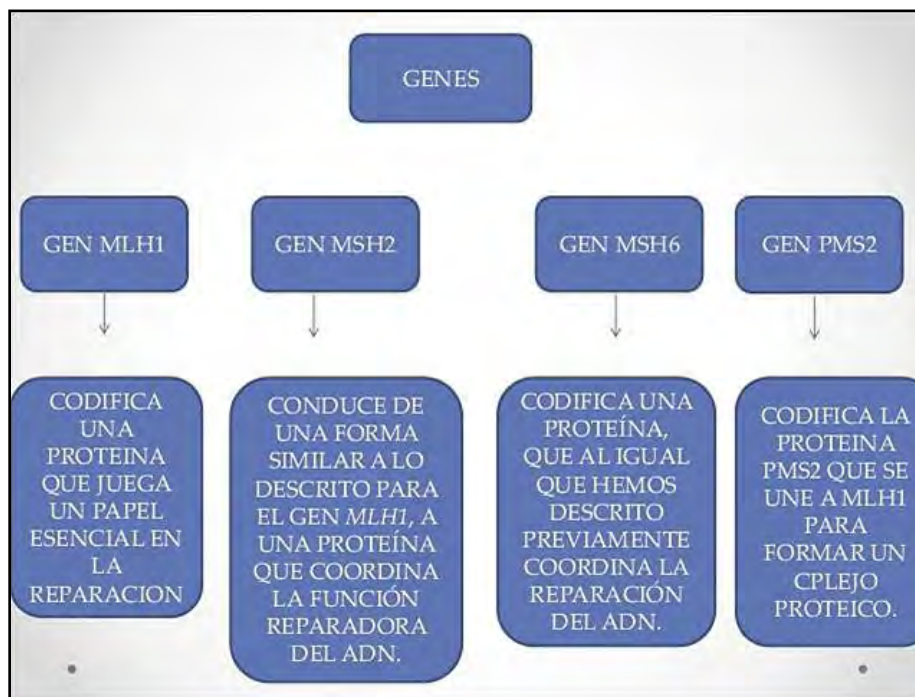 GENES
GEN MLH1
GEN MSH2
GEN MSH6
GEN PMS2
CODIFICA
UNA
PROTEINA
QUE JUEGA
UN PAPEL
ESENCIAL EN
LA
REPARACION
CONDUCE DE
UNA FORMA
SIMILAR A LO
DESCRITO PARA
EL GEN MLH1, A
UNA PROTEÍNA
QUE COORDINA
LA FUNCIÓN
REPARADORA
DEL ADN.
CODIFICA UNA
PROTEÍNA,
QUE AL IGUAL
QUE HEMOS
DESCRITO
PREVIAMENTE
COORDINA LA
REPARACIÓN
DEL ADN.
CODIFICA LA
PROTEINA
PMS2 QUE SE
UNE A MLH1
PARA
FORMAR UN
CPLEJO
PROTEICO.